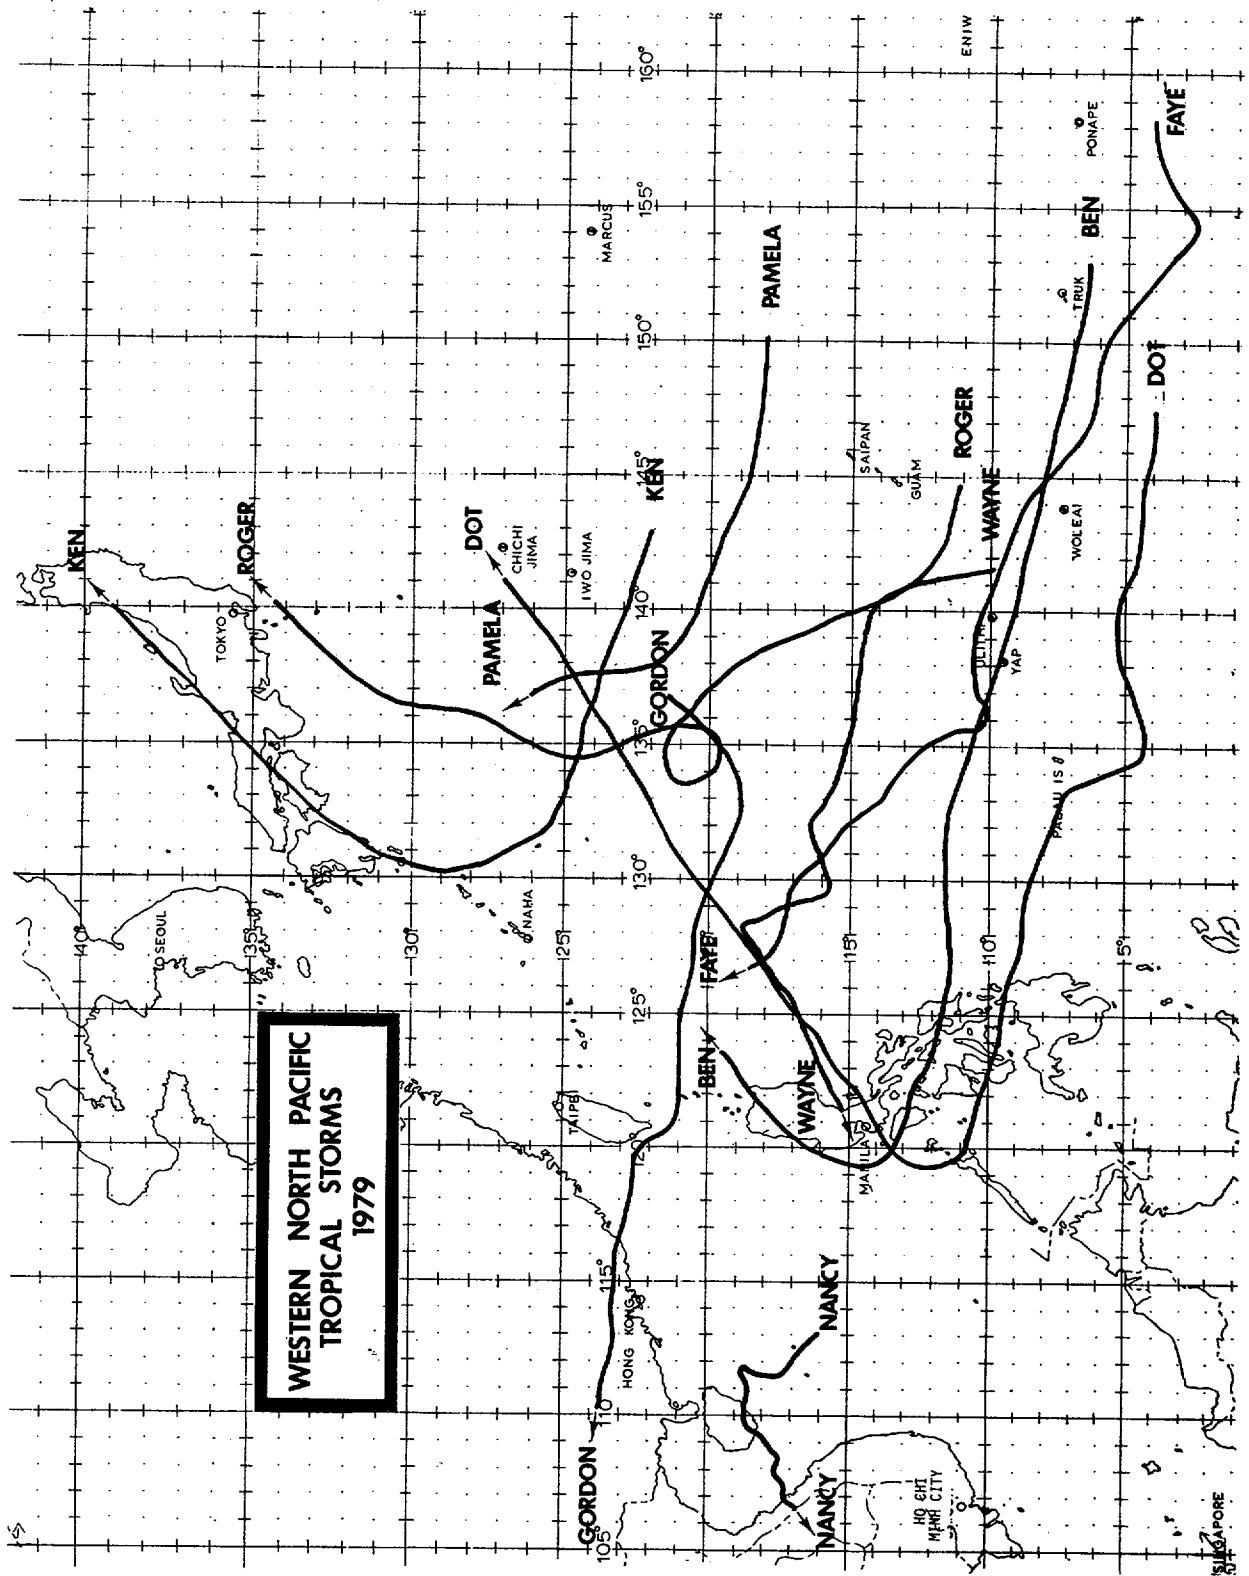 WESTERN NORTH PACIFIC
TROPICAL STORMS
1979
KEN
ROGER
TOKYO
DOT
CHICHI
JIMA
IWO JIMA
PAMELA
GORDON
KEN
MARCUS
PAMELA
SAIPAN
GUAM
ROGER
WAYNE
ENIW
PONAPE
FAYE
BEN
TRUK
DOT
WOLEAI
ULITHI
YAP
PALAU IS
SEOUL
NAHA
TAIPEI
FAYE
BEN
WAYNE
MANILA
HONG KONG
GORDON
NANCY
NANCY
HO CHI
MINH CITY
SINGAPORE
40°
35°
30°
25°
15°
10°
5°
160°
155°
150°
145°
140°
135°
130°
125°
120°
115°
110°
105°